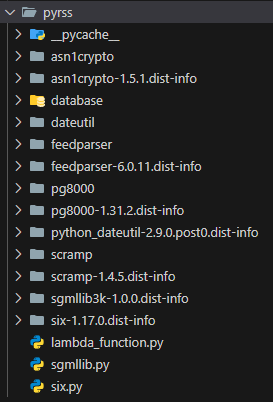 pyrss
__pycache__
asn1crypto
asn1crypto-1.5.1.dist-info
database
dateutil
feedparser
feedparser-6.0.11.dist-info
pg8000
pg8000-1.31.2.dist-info
python_dateutil-2.9.0.post0.dist-info
scramp
scramp-1.4.5.dist-info
sgmllib3k-1.0.0.dist-info
six-1.17.0.dist-info
lambda_function.py
sgmllib.py
six.py